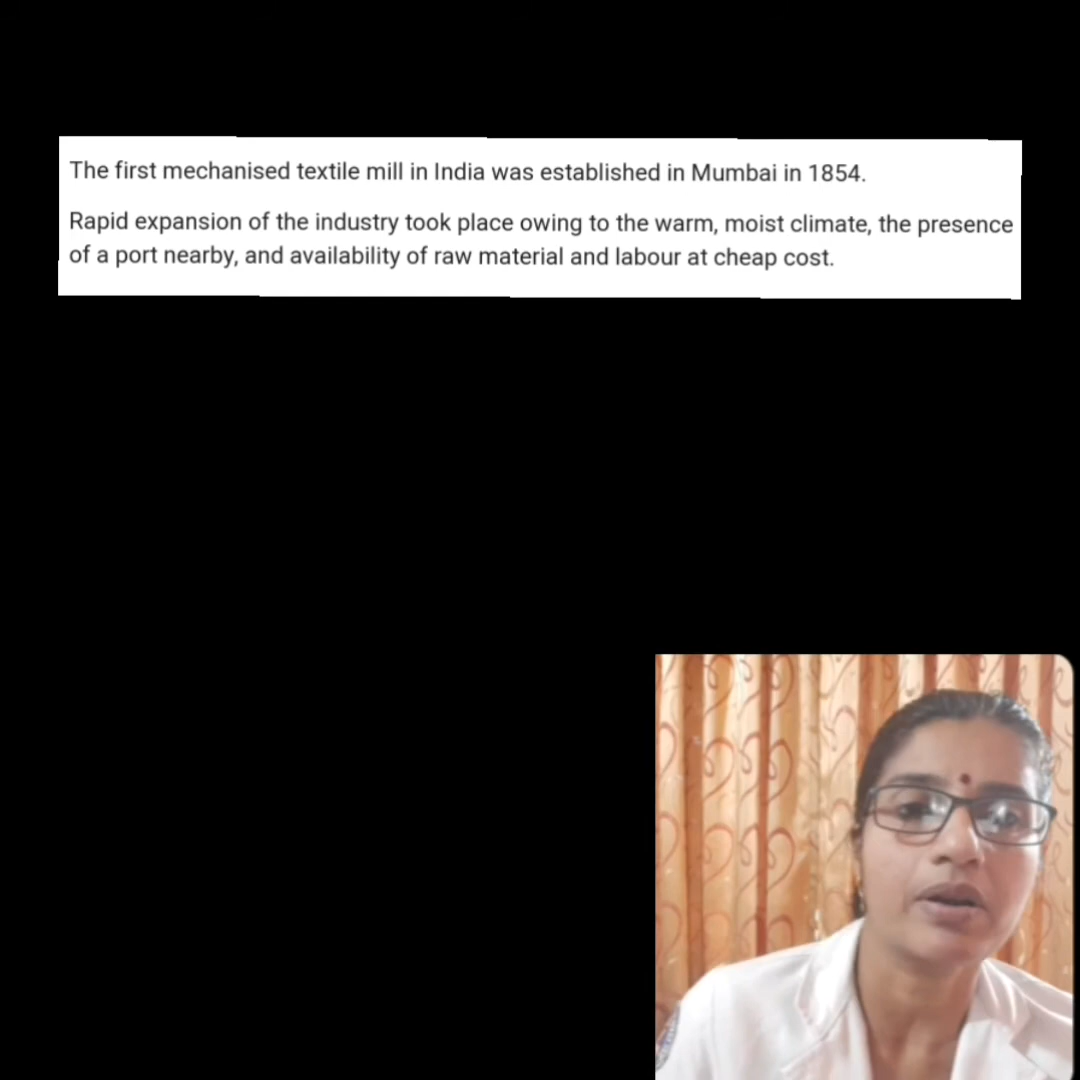 The first mechanised textile mill in India was established in Mumbai in 1854.
Rapid expansion of the industry took place owing to the warm, moist climate, the presence
of a port nearby, and availability of raw material and labour at cheap cost.